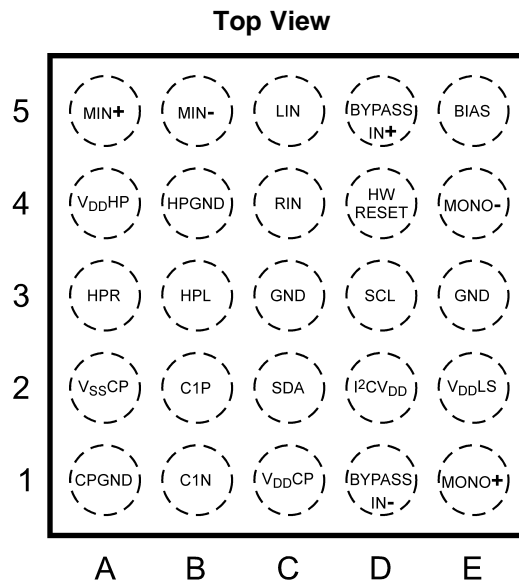 Top View
5 MIN+ MIN- LIN BYPASS IN+ BIAS
4 VDDHP HPGND RIN HW RESET MONO-
3 HPR HPL GND SCL GND
2 VSSCP C1P SDA I²CVDD VDDLS
1 CPGND C1N VDDCP BYPASS IN- MONO+
A B C D E